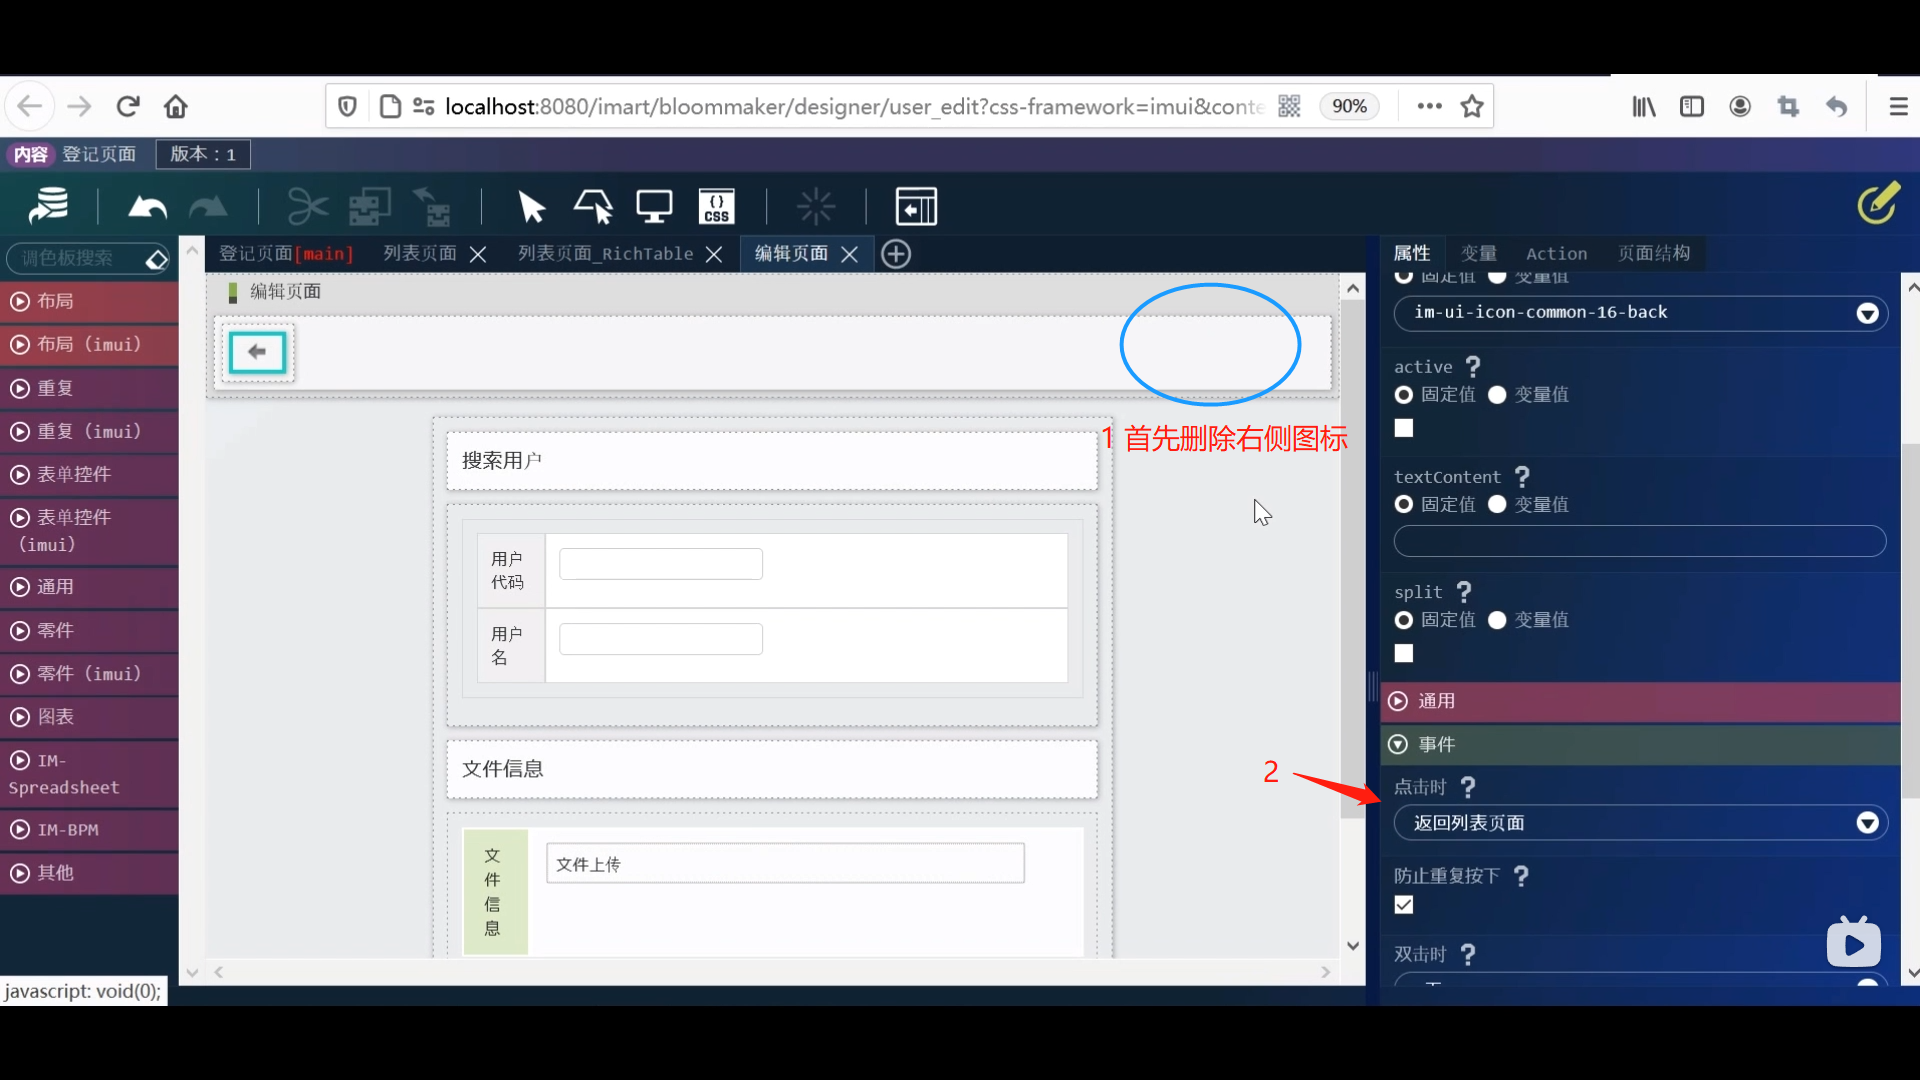 localhost:8080/imart/bloommaker/designer/user_edit?css-framework=imui&conte
90%
内容 登记页面 版本：1
{}
CSS
调色板搜索
登记页面[main]
列表页面
列表页面_RichTable
编辑页面
属性
变量
Action
页面结构
布局
布局（imui）
重复
重复（imui）
表单控件
表单控件
（imui）
通用
零件
零件（imui）
图表
IM-
Spreadsheet
IM-BPM
其他
javascript: void(0);
编辑页面
1 首先删除右侧图标
搜索用户
用户
代码
用户
名
文件信息
文
件
信
息
文件上传
2
固定值 变量值
im-ui-icon-common-16-back
active ?
固定值 变量值
textContent ?
固定值 变量值
split ?
固定值 变量值
通用
事件
点击时 ?
返回列表页面
防止重复按下 ?
双击时 ?